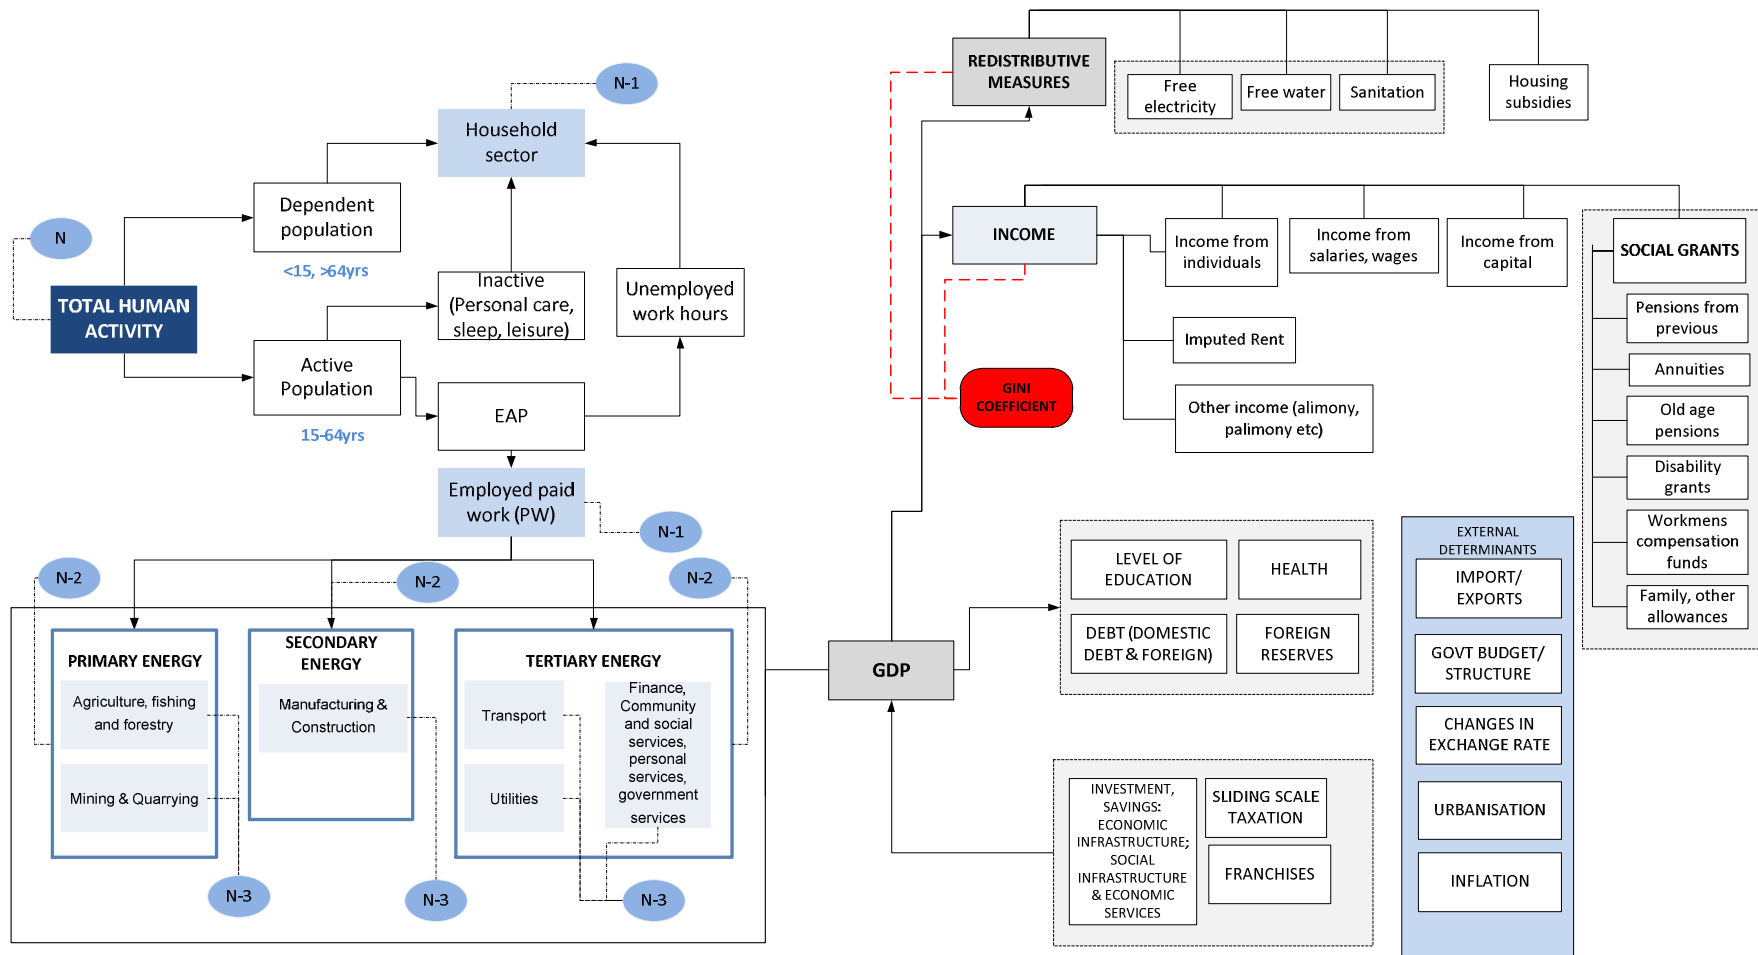 N-1
Household
sector
Dependent
population
<15, >64yrs
N
TOTAL HUMAN
ACTIVITY
Inactive
(Personal care,
sleep, leisure)
Unemployed
work hours
Active
Population
15-64yrs
EAP
Employed paid
work (PW)
N-1
N-2
N-2
N-2
PRIMARY ENERGY
Agriculture, fishing
and forestry
Mining & Quarrying
N-3
SECONDARY
ENERGY
Manufacturing &
Construction
N-3
TERTIARY ENERGY
Transport
Utilities
Finance,
Community
and social
services,
personal
services,
government
services
N-3
REDISTRIBUTIVE
MEASURES
Free
electricity
Free water
Sanitation
Housing
subsidies
INCOME
Income from
individuals
Income from
salaries, wages
Income from
capital
SOCIAL GRANTS
Pensions from
previous
Annuities
Old age
pensions
Disability
grants
Workmens
compensation
funds
Family, other
allowances
Imputed Rent
Other income (alimony,
palimony etc)
GINI
COEFFICIENT
GDP
LEVEL OF
EDUCATION
HEALTH
DEBT (DOMESTIC
DEBT & FOREIGN)
FOREIGN
RESERVES
INVESTMENT,
SAVINGS:
ECONOMIC
INFRASTRUCTURE;
SOCIAL
INFRASTRUCTURE
& ECONOMIC
SERVICES
SLIDING SCALE
TAXATION
FRANCHISES
EXTERNAL
DETERMINANTS
IMPORT/
EXPORTS
GOVT BUDGET/
STRUCTURE
CHANGES IN
EXCHANGE RATE
URBANISATION
INFLATION